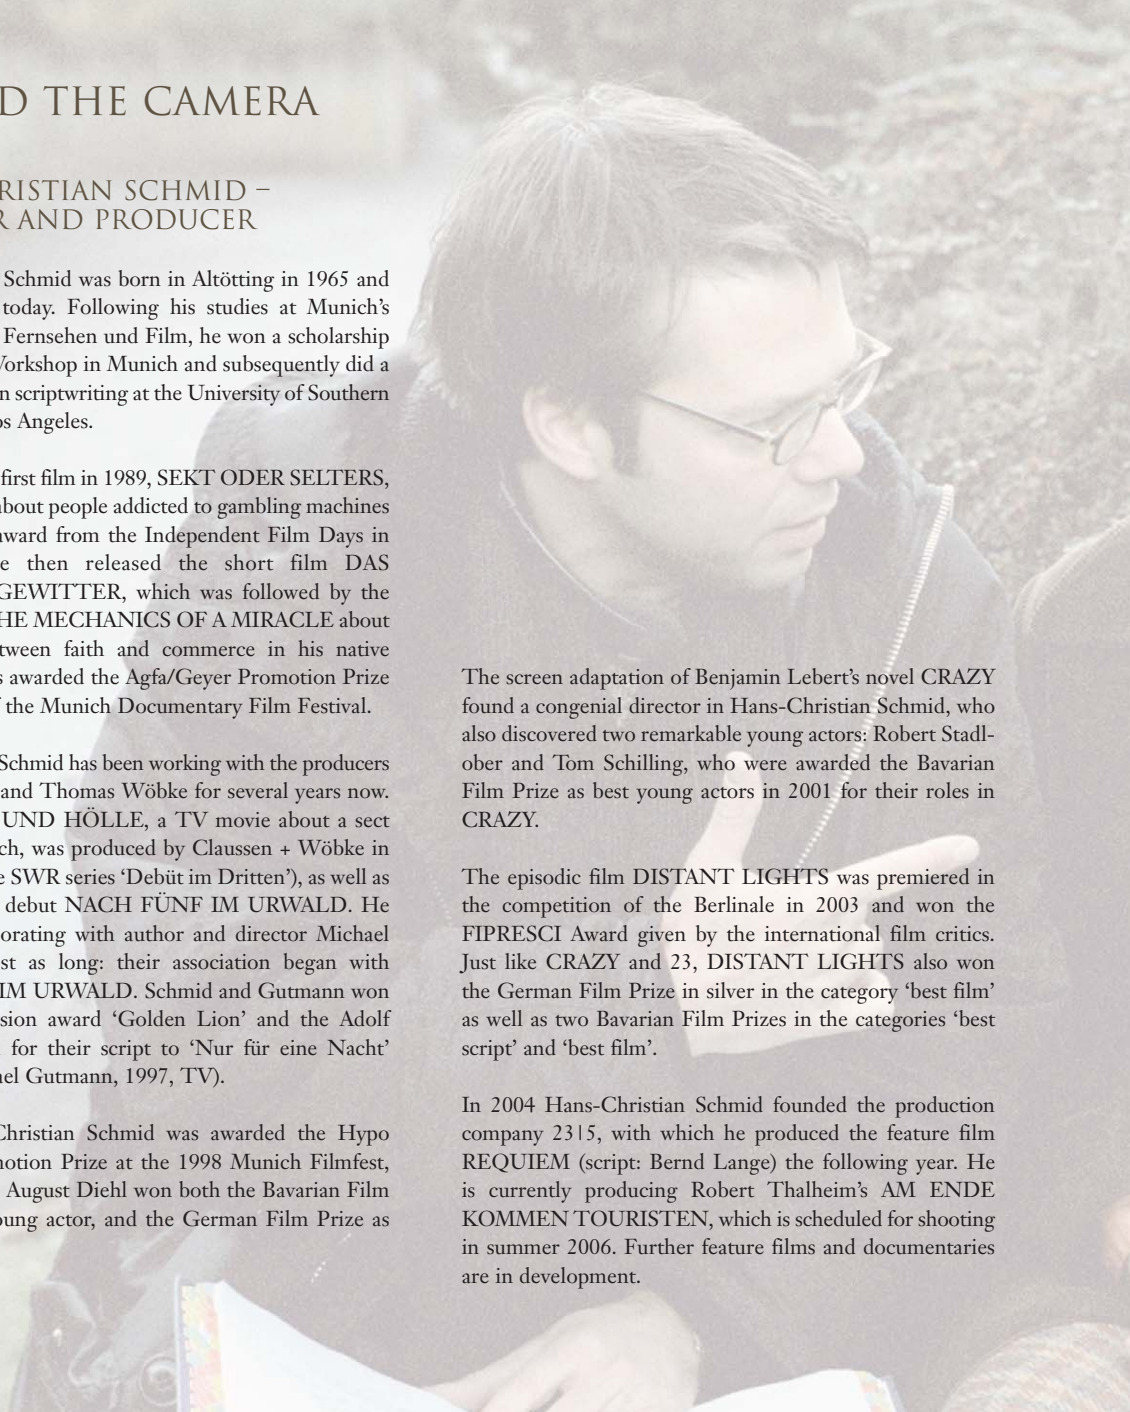 D THE CAMERA
RISTIAN SCHMID –
R AND PRODUCER
Schmid was born in Altötting in 1965 and
today. Following his studies at Munich’s
Fernsehen und Film, he won a scholarship
Workshop in Munich and subsequently did a
n scriptwriting at the University of Southern
os Angeles.
first film in 1989, SEKT ODER SELTERS,
about people addicted to gambling machines
award from the Independent Film Days in
e then released the short film DAS
GEWITTER, which was followed by the
HE MECHANICS OF A MIRACLE about
tween faith and commerce in his native
s awarded the Agfa/Geyer Promotion Prize
f the Munich Documentary Film Festival.
Schmid has been working with the producers
and Thomas Wöbke for several years now.
UND HÖLLE, a TV movie about a sect
ch, was produced by Claussen + Wöbke in
e SWR series ‘Debüt im Dritten’), as well as
debut NACH FÜNF IM URWALD. He
orating with author and director Michael
st as long: their association began with
IM URWALD. Schmid and Gutmann won
sion award ‘Golden Lion’ and the Adolf
for their script to ‘Nur für eine Nacht’
el Gutmann, 1997, TV).
Christian Schmid was awarded the Hypo
otion Prize at the 1998 Munich Filmfest,
August Diehl won both the Bavarian Film
oung actor, and the German Film Prize as
The screen adaptation of Benjamin Lebert’s novel CRAZY
found a congenial director in Hans-Christian Schmid, who
also discovered two remarkable young actors: Robert Stadl-
ober and Tom Schilling, who were awarded the Bavarian
Film Prize as best young actors in 2001 for their roles in
CRAZY.
The episodic film DISTANT LIGHTS was premiered in
the competition of the Berlinale in 2003 and won the
FIPRESCI Award given by the international film critics.
Just like CRAZY and 23, DISTANT LIGHTS also won
the German Film Prize in silver in the category ‘best film’
as well as two Bavarian Film Prizes in the categories ‘best
script’ and ‘best film’.
In 2004 Hans-Christian Schmid founded the production
company 23|5, with which he produced the feature film
REQUIEM (script: Bernd Lange) the following year. He
is currently producing Robert Thalheim’s AM ENDE
KOMMEN TOURISTEN, which is scheduled for shooting
in summer 2006. Further feature films and documentaries
are in development.